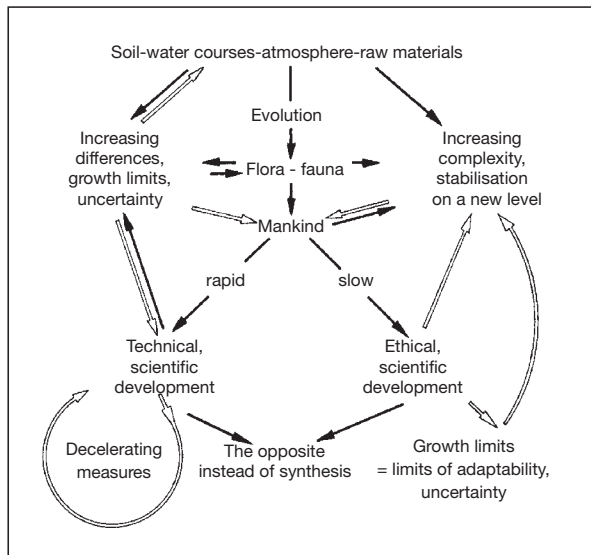 Soil-water courses-atmosphere-raw materials
Evolution
Increasing
differences,
growth limits,
uncertainty
Flora - fauna
Increasing
complexity,
stabilisation
on a new level
Mankind
rapid
slow
Technical,
scientific
development
Ethical,
scientific
development
Decelerating
measures
The opposite
instead of synthesis
Growth limits
= limits of adaptability,
uncertainty